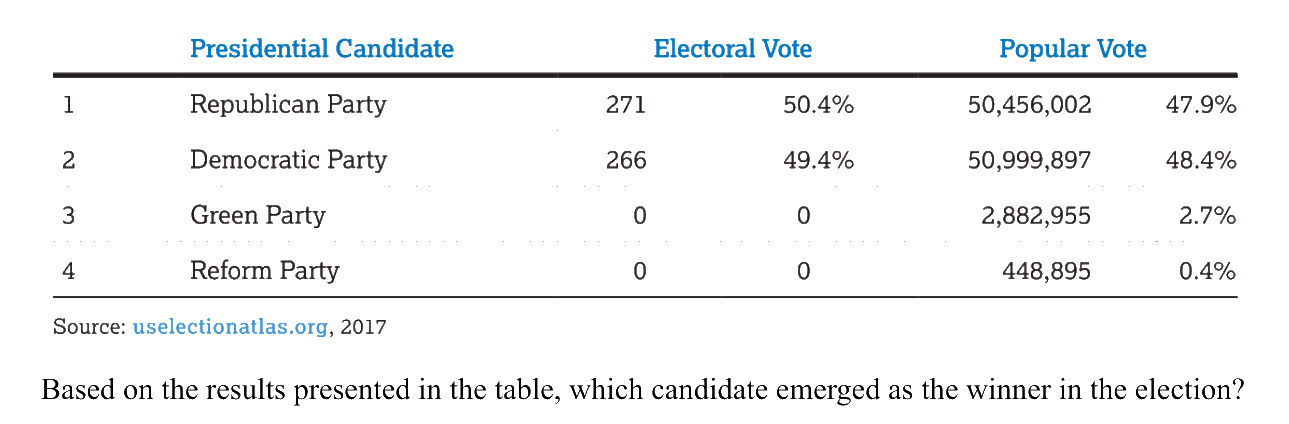 Presidential Candidate Electoral Vote Popular Vote
1 Republican Party 271 50.4% 50,456,002 47.9%
2 Democratic Party 266 49.4% 50,999,897 48.4%
3 Green Party 0 0 2,882,955 2.7%
4 Reform Party 0 0 448,895 0.4%
Source: uselectionatlas.org, 2017
Based on the results presented in the table, which candidate emerged as the winner in the election?